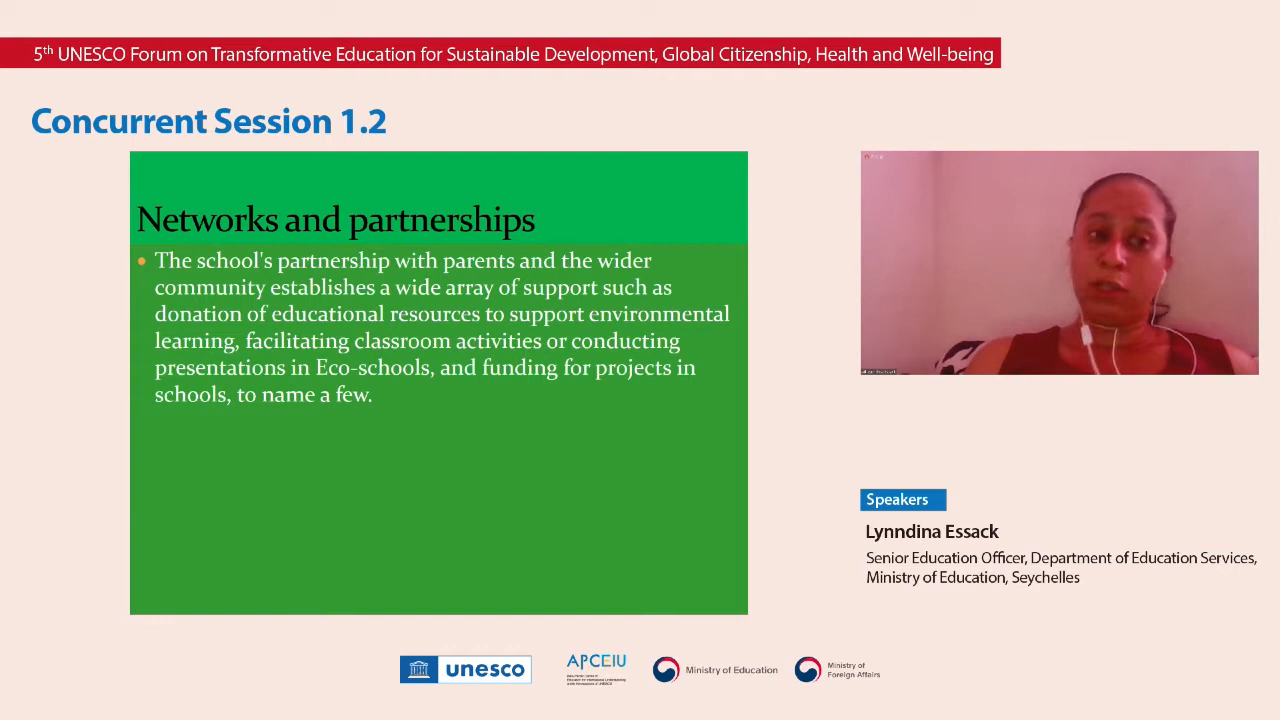 5th UNESCO Forum on Transformative Education for Sustainable Development, Global Citizenship, Health and Well-being
Concurrent Session 1.2
Networks and partnerships
• The school's partnership with parents and the wider
community establishes a wide array of support such as
donation of educational resources to support environmental
learning, facilitating classroom activities or conducting
presentations in Eco-schools, and funding for projects in
schools, to name a few.
Speakers
Lynndina Essack
Senior Education Officer, Department of Education Services,
Ministry of Education, Seychelles
unesco
APCEIU
Ministry of Education
Ministry of
Foreign Affairs